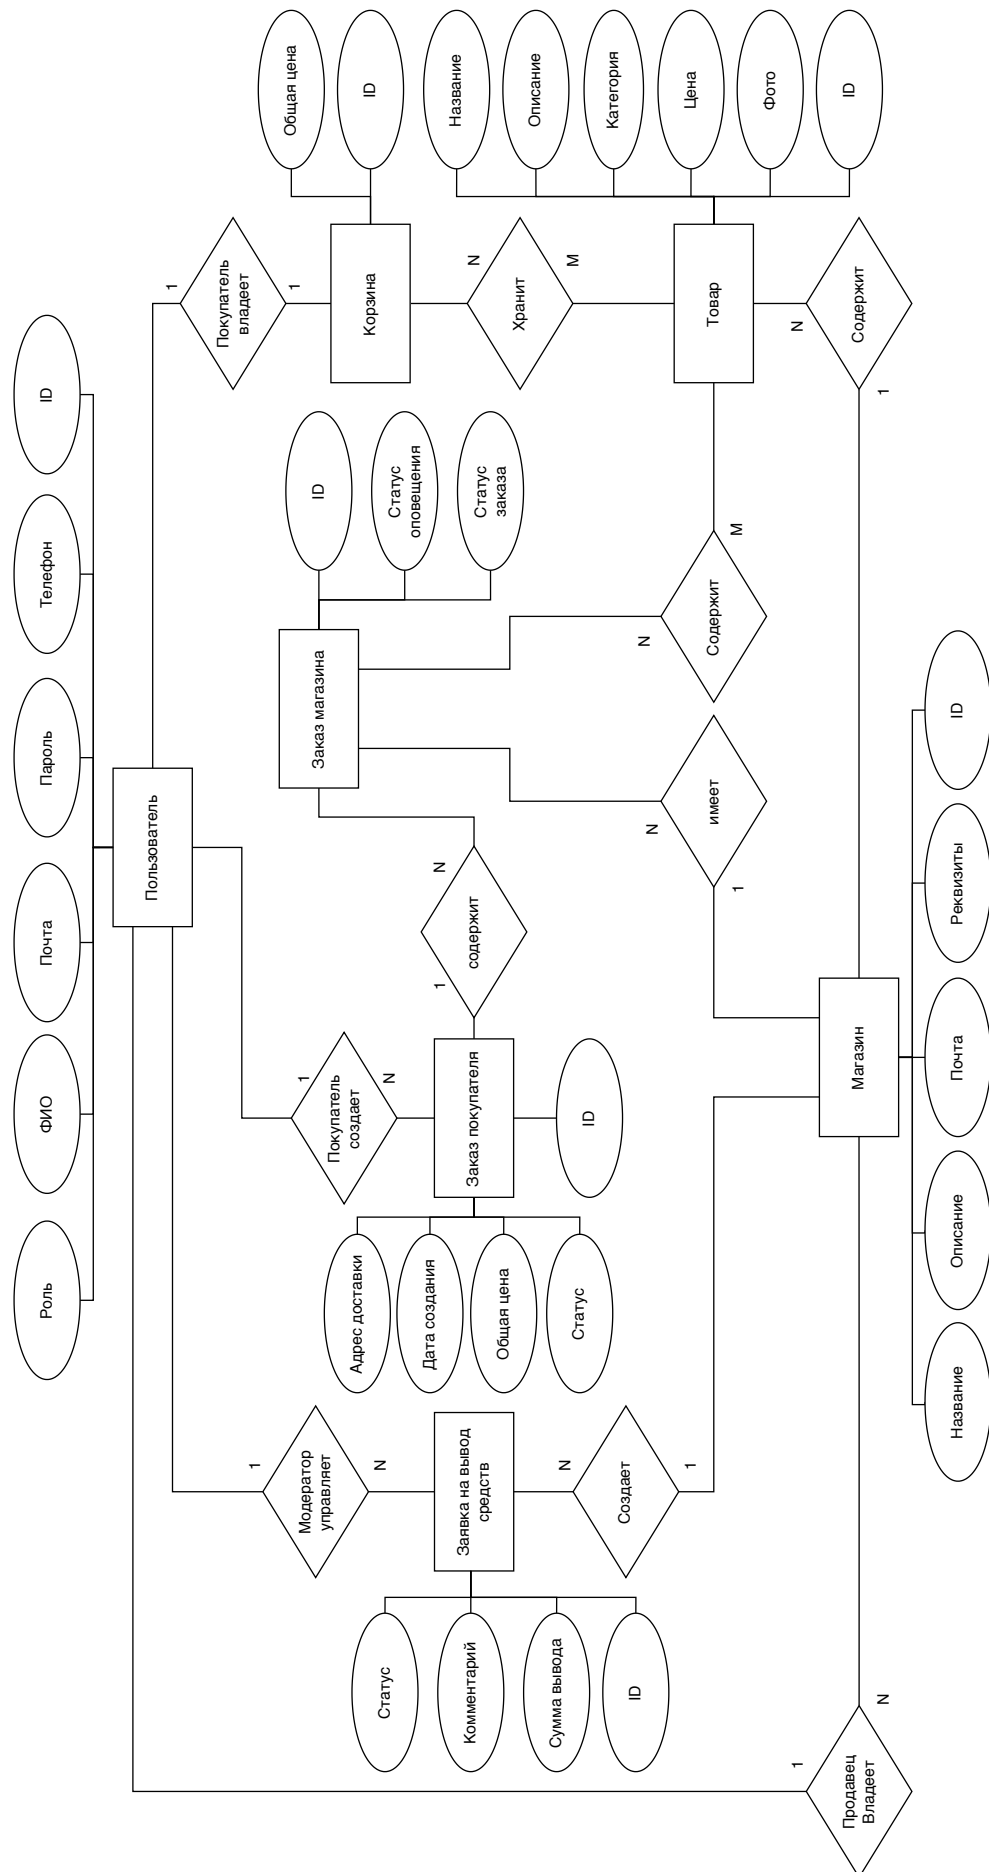 Роль
ФИО
Почта
Пароль
Телефон
ID
Пользователь
Продавец
Владеет
1
N
Модератор
управляет
1
N
Покупатель
создает
1
N
Покупатель
владеет
1
1
Статус
Комментарий
Сумма вывода
ID
Заявка на вывод
средств
Создает
N
1
Адрес доставки
Дата создания
Общая цена
Статус
Заказ покупателя
ID
содержит
1
N
Заказ магазина
ID
Статус
оповещения
Статус
заказа
имеет
N
1
Содержит
N
M
Корзина
Общая цена
ID
Хранит
N
M
Товар
Название
Описание
Категория
Цена
Фото
ID
Содержит
N
1
Магазин
Название
Описание
Почта
Реквизиты
ID